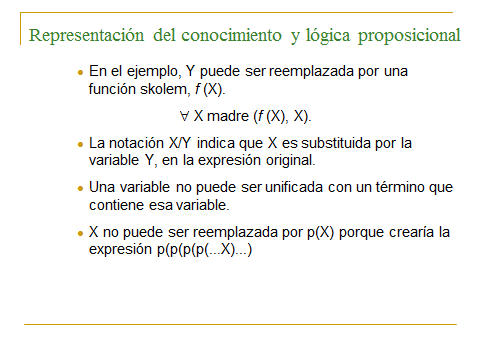 Representación del conocimiento y lógica proposicional
● En el ejemplo, Y puede ser reemplazada por una
función skolem, f (X).
∀ X madre (f (X), X).
● La notación X/Y indica que X es substituida por la
variable Y, en la expresión original.
● Una variable no puede ser unificada con un término que
contiene esa variable.
● X no puede ser reemplazada por p(X) porque crearía la
expresión p(p(p(p(...X)...)